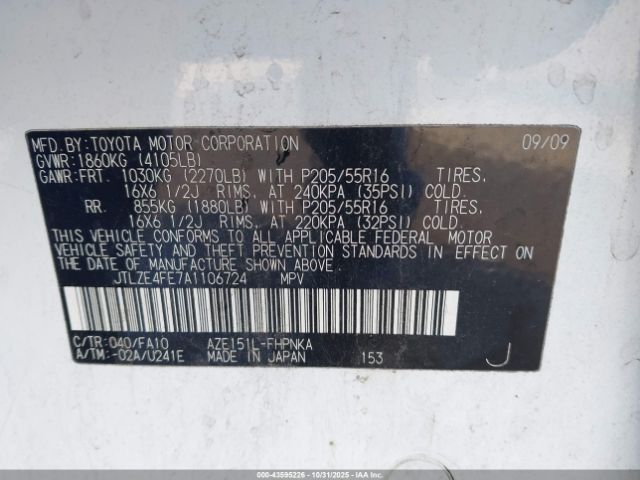 MFD.BY:TOYOTA MOTOR CORPORATION 09/09
GVWR:1860KG (4105LB)
GAWR:FRT. 1030KG (2270LB) WITH P205/55R16 TIRES,
16X6 1/2J RIMS, AT 240KPA (35PSI) COLD.
RR. 855KG (1880LB) WITH P205/55R16 TIRES,
16X6 1/2J RIMS, AT 220KPA (32PSI) COLD.
THIS VEHICLE CONFORMS TO ALL APPLICABLE FEDERAL MOTOR
VEHICLE SAFETY AND THEFT PREVENTION STANDARDS IN EFFECT ON
THE DATE OF MANUFACTURE SHOWN ABOVE.
JTLZE4FE7A1106724 MPV
C/TR:040/FA10 AZE151L-FHPNKA
A/TM:-02A/U241E MADE IN JAPAN 153 J
000-43595226 - 10/31/2025 - IAAI.COM